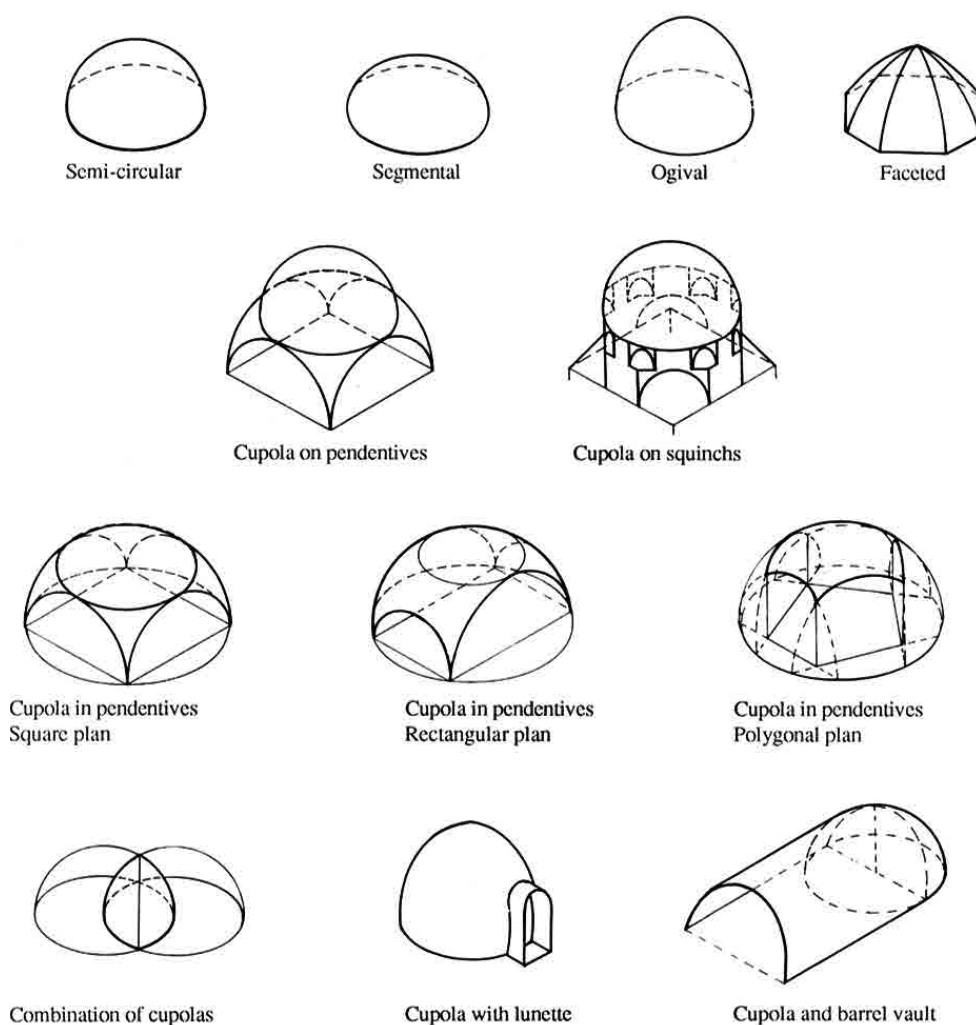 Semi-circular
Segmental
Ogival
Faceted
Cupola on pendentives
Cupola on squinchs
Cupola in pendentives
Square plan
Cupola in pendentives
Rectangular plan
Cupola in pendentives
Polygonal plan
Combination of cupolas
Cupola with lunette
Cupola and barrel vault